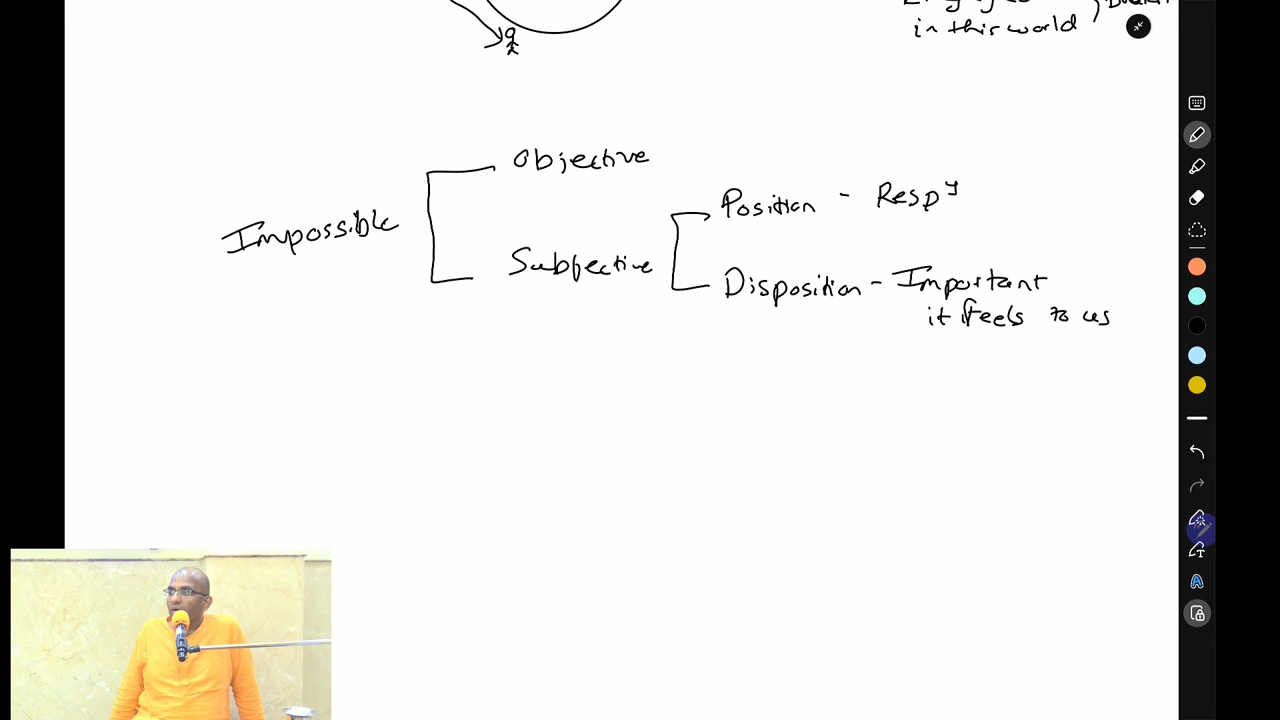 in this world
Objective
Position - Resp y
Impossible
Subjective
Disposition - Important
it feels to us